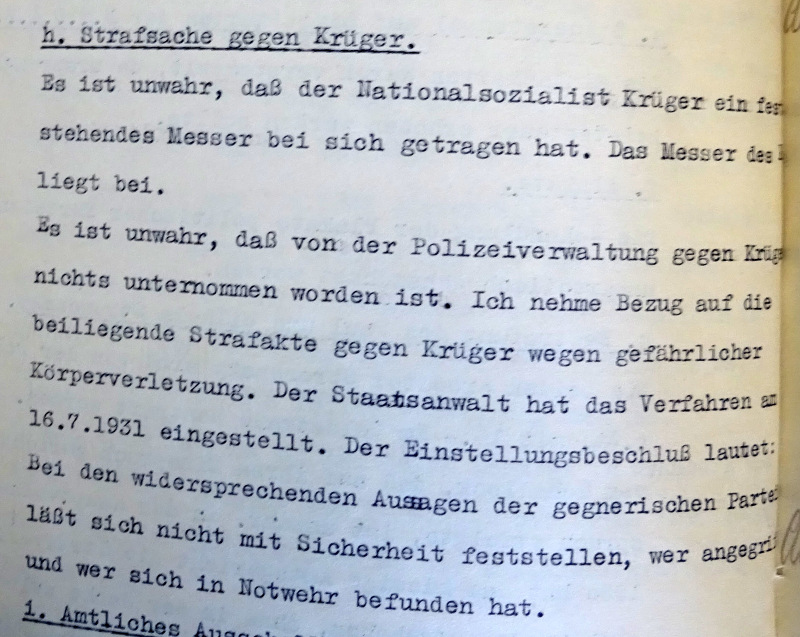 h. Strafsache gegen Krüger.
Es ist unwahr, daß der Nationalsozialist Krüger ein
stehendes Messer bei sich getragen hat. Das Messer des
liegt bei.
Es ist unwahr, daß von der Polizeiverwaltung gegen
nichts unternommen worden ist. Ich nehme Bezug auf die
beiliegende Strafakte gegen Krüger wegen gefährlicher
Körperverletzung. Der Staatsanwalt hat das Verfahren am
16.7.1931 eingestellt. Der Einstellungsbeschluß lautet:
Bei den widersprechenden Aussagen der gegnerischen
läßt sich nicht mit Sicherheit feststellen, wer
und wer sich in Notwehr befunden hat.
i. Amtliches